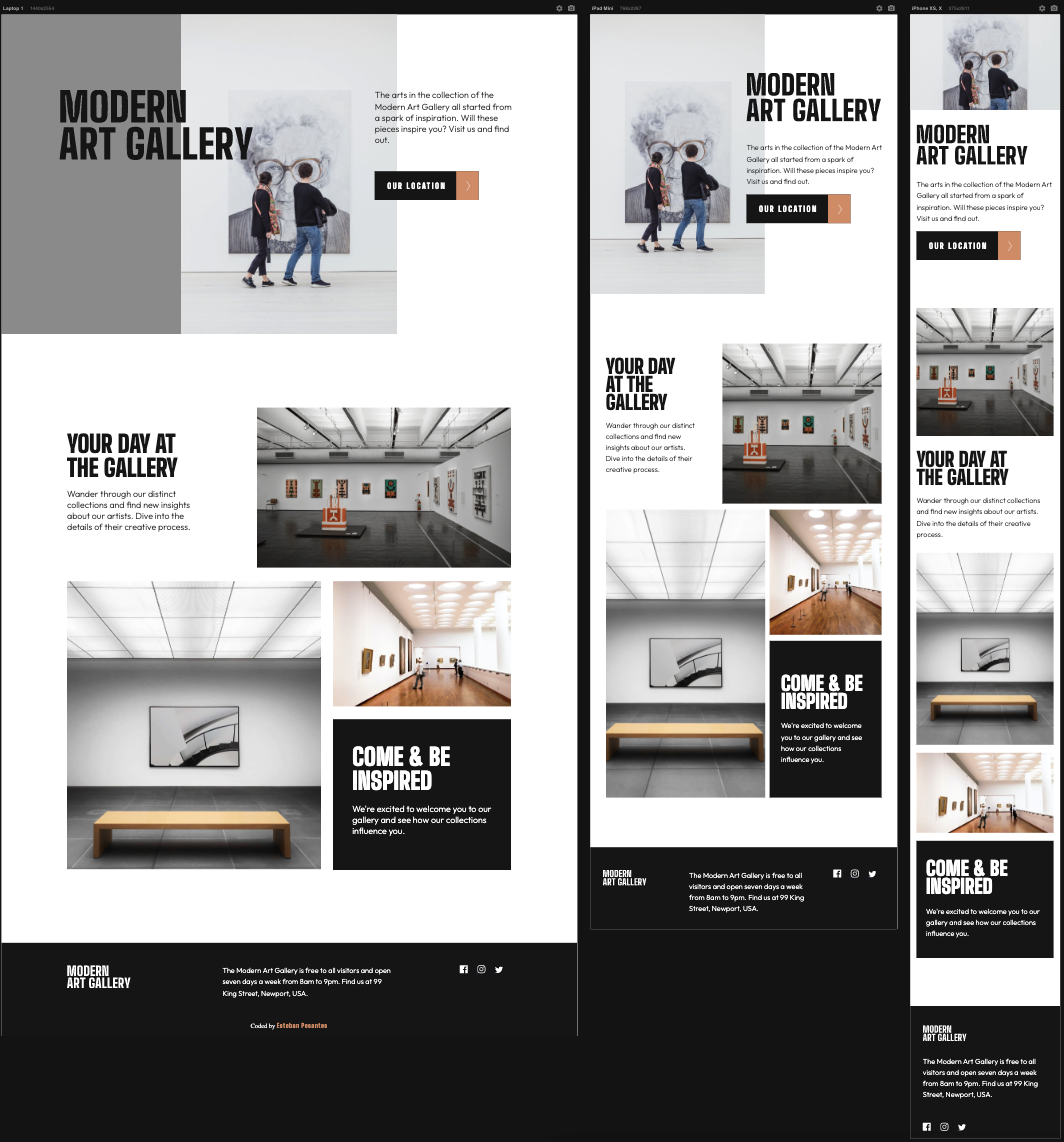 Laptop 1 1440x2554
MODERN
ART GALLERY
The arts in the collection of the
Modern Art Gallery all started from
a spark of inspiration. Will these
pieces inspire you? Visit us and find
out.
OUR LOCATION
YOUR DAY AT
THE GALLERY
Wander through our distinct
collections and find new insights
about our artists. Dive into the
details of their creative process.
COME & BE
INSPIRED
We're excited to welcome you to our
gallery and see how our collections
influence you.
MODERN
ART GALLERY
The Modern Art Gallery is free to all visitors and open
seven days a week from 8am to 9pm. Find us at 99
King Street, Newport, USA.
Coded by Esteban Pesantes
iPad Mini
MODERN
ART GALLERY
The arts in the collection of the Modern Art
Gallery all started from a spark of
inspiration. Will these pieces inspire you?
Visit us and find out.
OUR LOCATION
YOUR DAY
AT THE
GALLERY
Wander through our distinct
collections and find new
insights about our artists.
Dive into the details of their
creative process.
COME & BE
INSPIRED
We're excited to welcome
you to our gallery and see
how our collections
influence you.
MODERN
ART GALLERY
The Modern Art Gallery is free to all
visitors and open seven days a week
from 8am to 9pm. Find us at 99 King
Street, Newport, USA.
iPhone XS, X
MODERN
ART GALLERY
The arts in the collection of the Modern Art
Gallery all started from a spark of
inspiration. Will these pieces inspire you?
Visit us and find out.
OUR LOCATION
YOUR DAY AT
THE GALLERY
Wander through our distinct collections
and find new insights about our artists.
Dive into the details of their creative
process.
COME & BE
INSPIRED
We're excited to welcome you to our
gallery and see how our collections
influence you.
MODERN
ART GALLERY
The Modern Art Gallery is free to all
visitors and open seven days a week
from 8am to 9pm. Find us at 99 King
Street, Newport, USA.